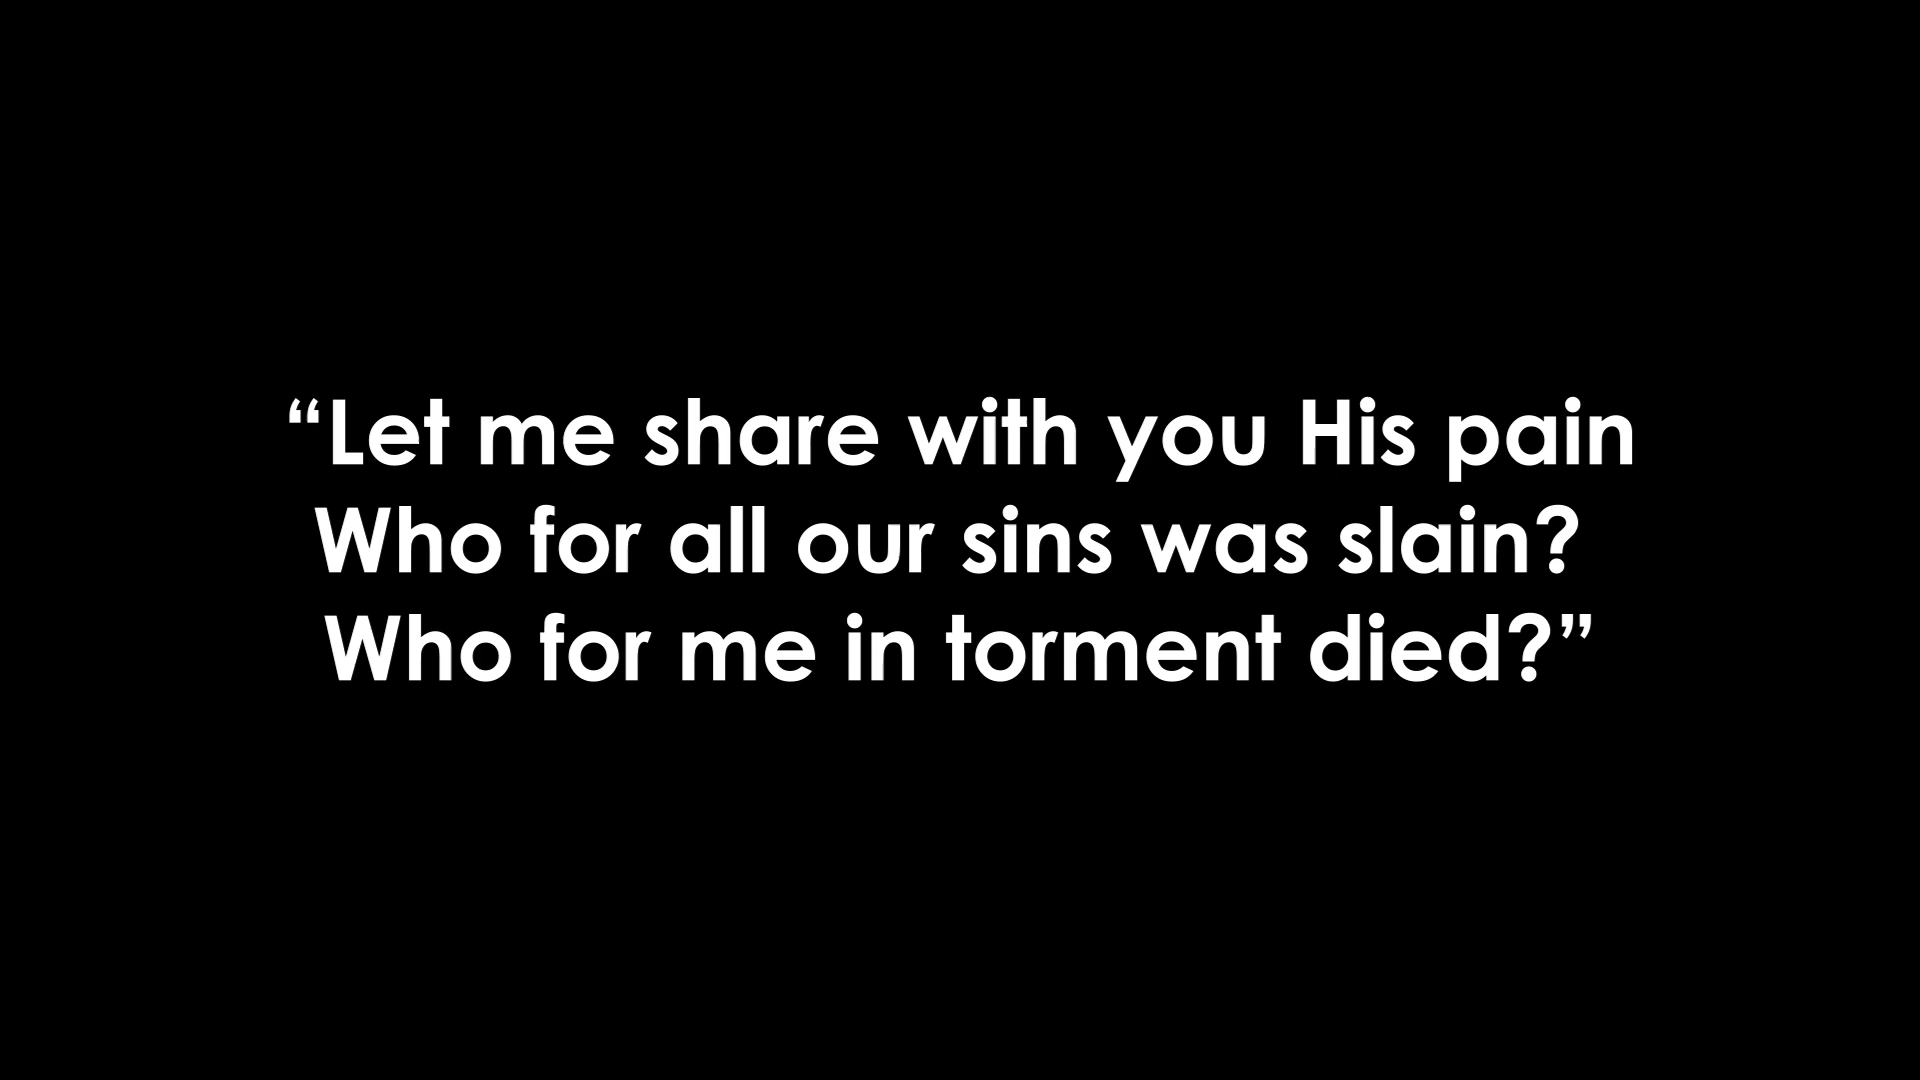 “Let me share with you His pain
Who for all our sins was slain?
Who for me in torment died?”